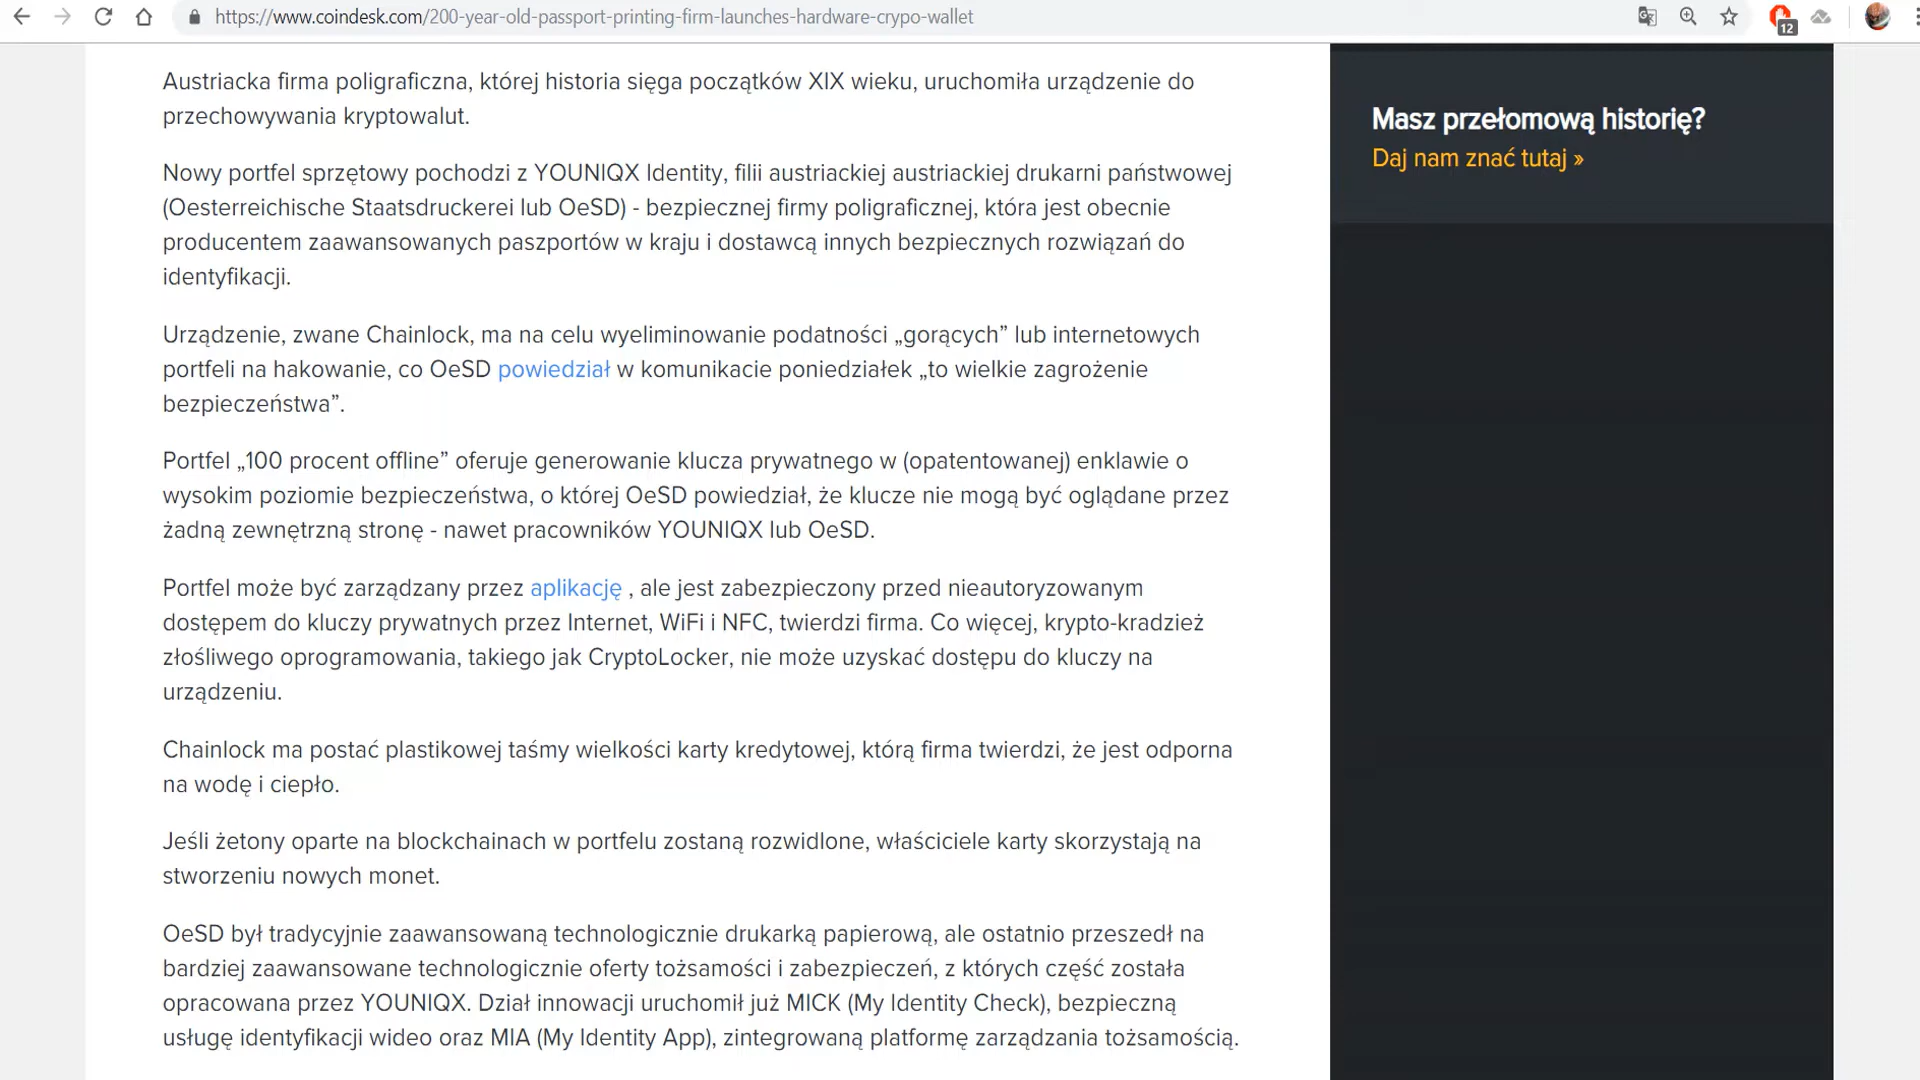 https://www.coindesk.com/200-year-old-passport-printing-firm-launches-hardware-crypo-wallet
12
Austriacka firma poligraficzna, której historia sięga początków XIX wieku, uruchomiła urządzenie do
przechowywania kryptowalut.
Nowy portfel sprzętowy pochodzi z YOUNIQX Identity, filii austriackiej austriackiej drukarni państwowej
(Oesterreichische Staatsdruckerei lub OeSD) - bezpiecznej firmy poligraficznej, która jest obecnie
producentem zaawansowanych paszportów w kraju i dostawcą innych bezpiecznych rozwiązań do
identyfikacji.
Urządzenie, zwane Chainlock, ma na celu wyeliminowanie podatności „gorących” lub internetowych
portfeli na hakowanie, co OeSD powiedział w komunikacie poniedziałek „to wielkie zagrożenie
bezpieczeństwa”.
Portfel „100 procent offline” oferuje generowanie klucza prywatnego w (opatentowanej) enklawie o
wysokim poziomie bezpieczeństwa, o której OeSD powiedział, że klucze nie mogą być oglądane przez
żadną zewnętrzną stronę - nawet pracowników YOUNIQX lub OeSD.
Portfel może być zarządzany przez aplikację , ale jest zabezpieczony przed nieautoryzowanym
dostępem do kluczy prywatnych przez Internet, WiFi i NFC, twierdzi firma. Co więcej, krypto-kradzież
złośliwego oprogramowania, takiego jak CryptoLocker, nie może uzyskać dostępu do kluczy na
urządzeniu.
Chainlock ma postać plastikowej taśmy wielkości karty kredytowej, którą firma twierdzi, że jest odporna
na wodę i ciepło.
Jeśli żetony oparte na blockchainach w portfelu zostaną rozwidlone, właściciele karty skorzystają na
stworzeniu nowych monet.
OeSD był tradycyjnie zaawansowaną technologicznie drukarką papierową, ale ostatnio przeszedł na
bardziej zaawansowane technologicznie oferty tożsamości i zabezpieczeń, z których część została
opracowana przez YOUNIQX. Dział innowacji uruchomił już MICK (My Identity Check), bezpieczną
usługę identyfikacji wideo oraz MIA (My Identity App), zintegrowaną platformę zarządzania tożsamością.
Masz przełomową historię?
Daj nam znać tutaj »